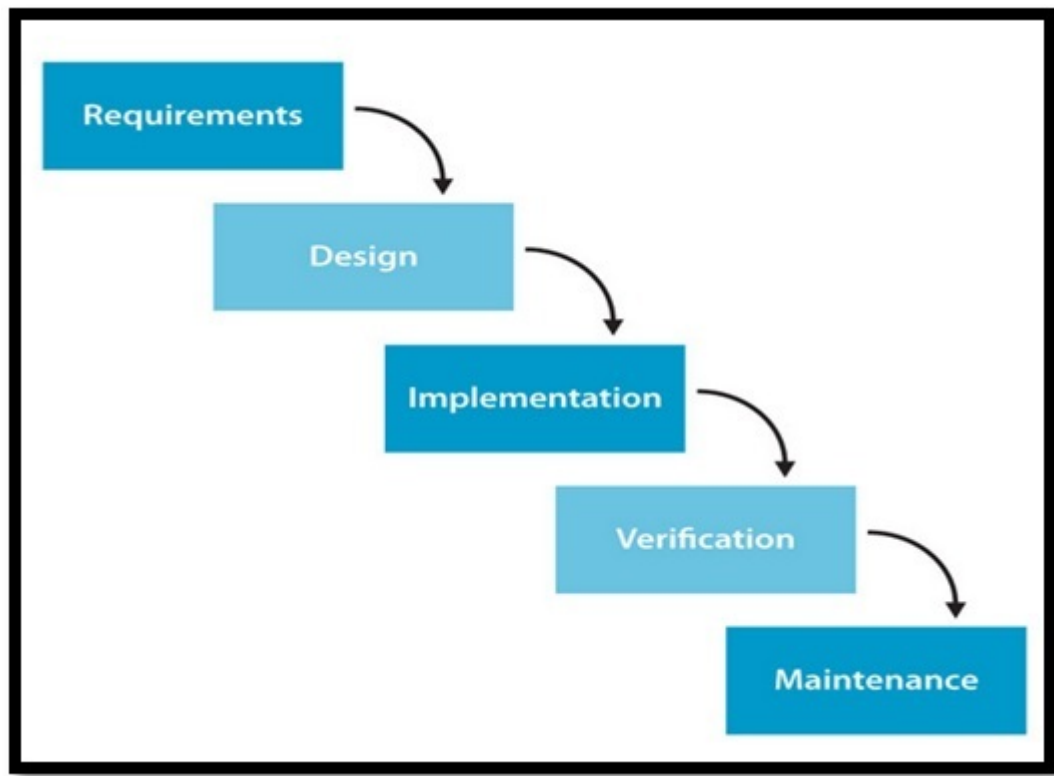 Requirements
Design
Implementation
Verification
Maintenance